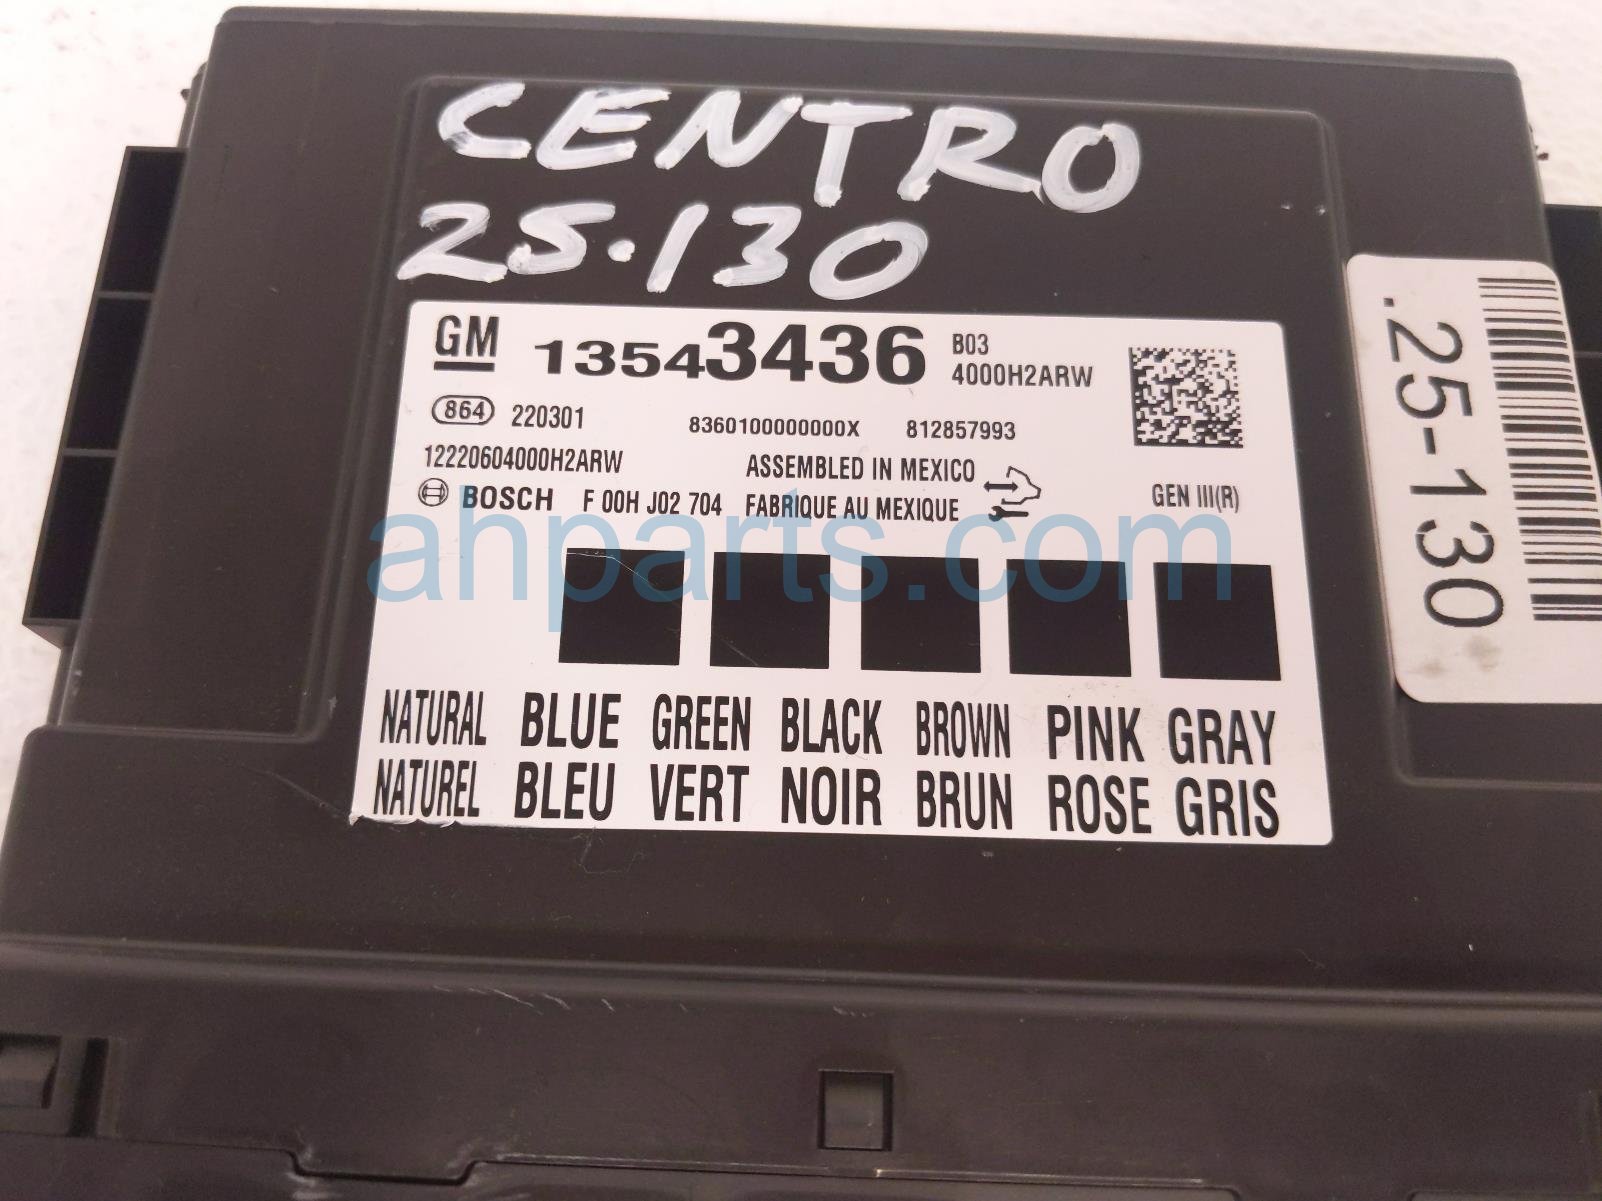 CENTRO
25.130
GM 13543436 B03
4000H2ARW
864 220301 8360100000000X 812857993
12220604000H2ARW ASSEMBLED IN MEXICO
BOSCH F 00H J02 704 FABRIQUE AU MEXIQUE GEN III(R)
NATURAL BLUE GREEN BLACK BROWN PINK GRAY
NATUREL BLEU VERT NOIR BRUN ROSE GRIS
.25-130
ahparts.com